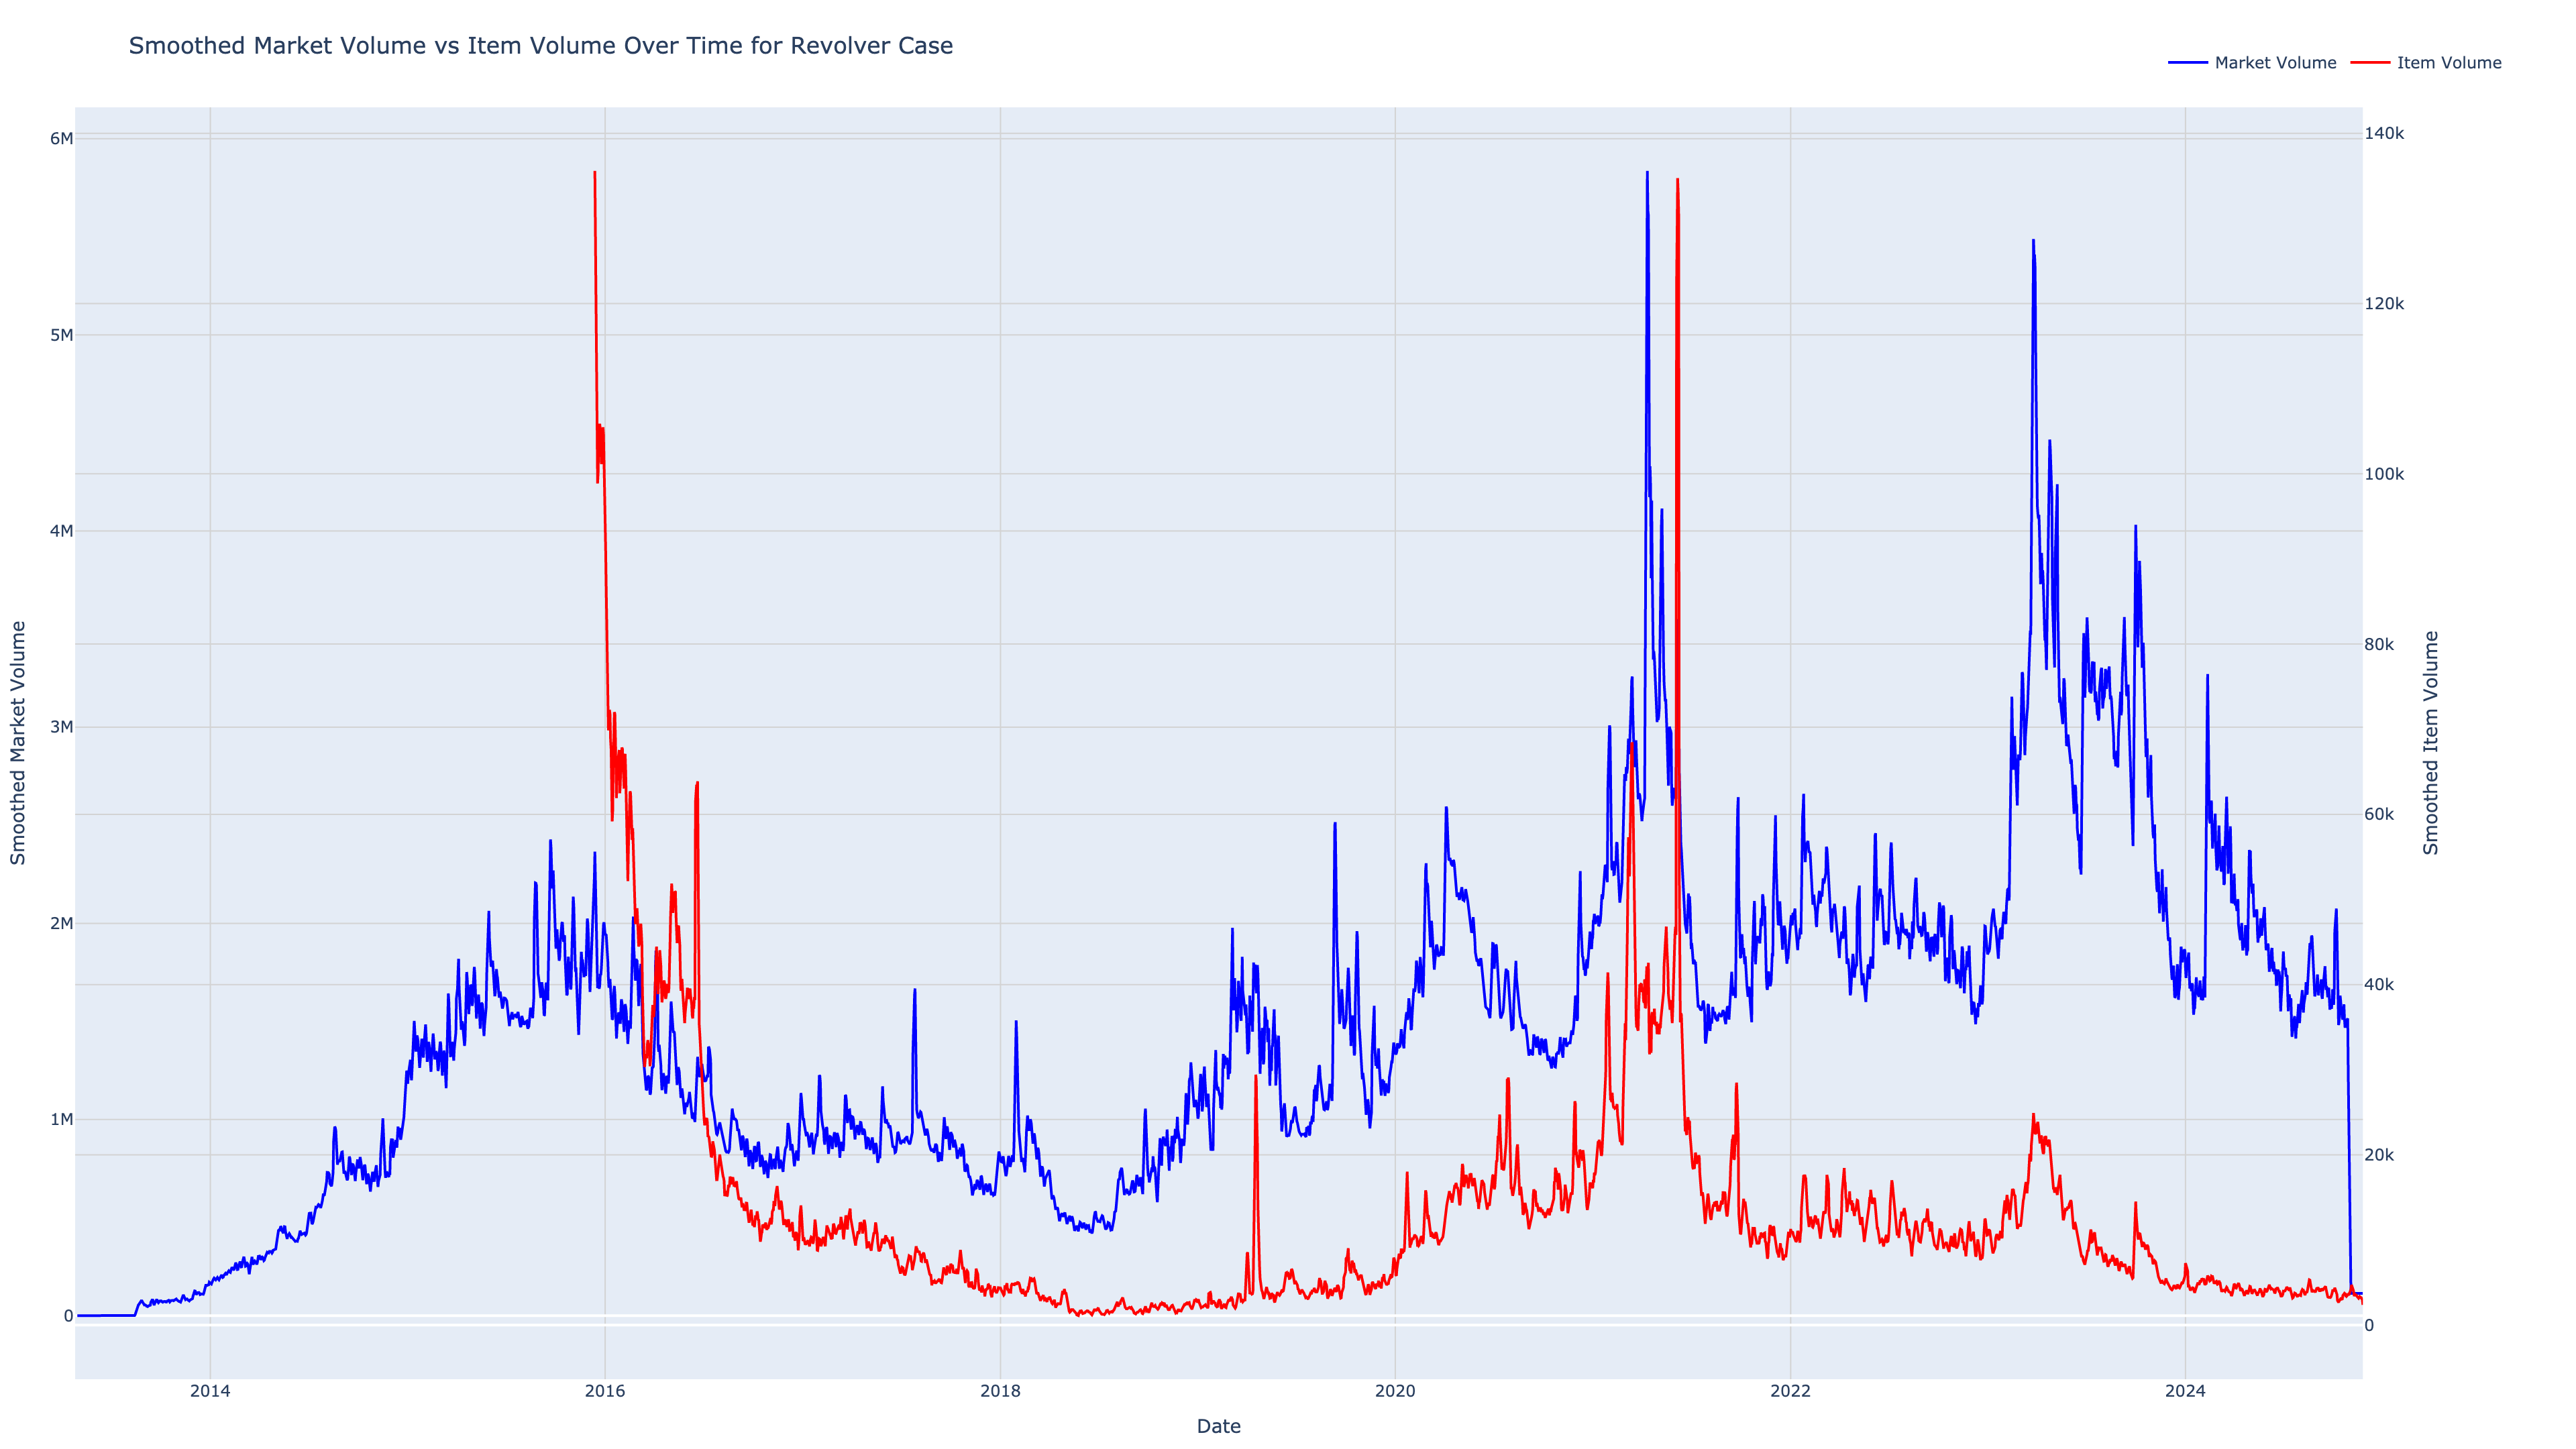 Smoothed Market Volume vs Item Volume Over Time for Revolver Case
Market Volume
Item Volume
6M
5M
4M
3M
2M
1M
0
Smoothed Market Volume
140k
120k
100k
80k
60k
40k
20k
0
Smoothed Item Volume
2014
2016
2018
2020
2022
2024
Date